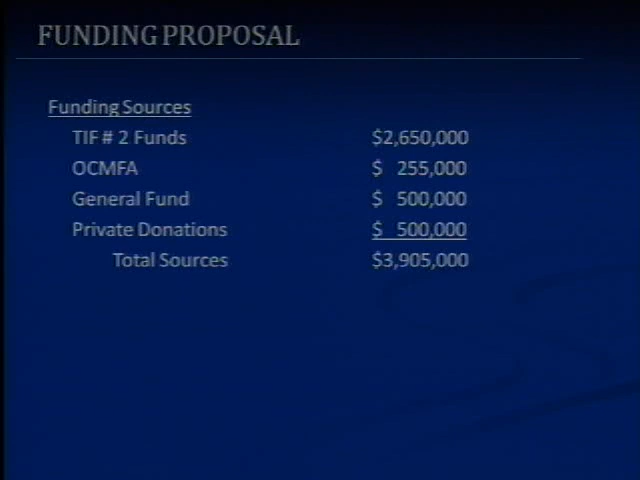 FUNDING PROPOSAL
Funding Sources
TIF # 2 Funds $2,650,000
OCMFA $ 255,000
General Fund $ 500,000
Private Donations $ 500,000
Total Sources $3,905,000